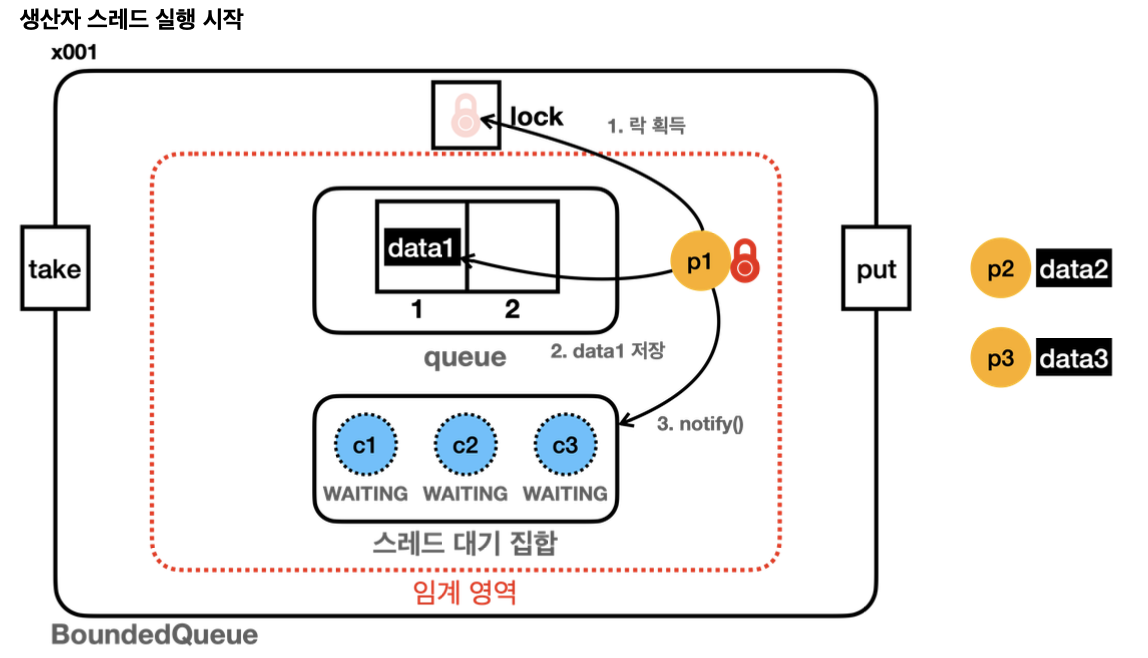 생산자 스레드 실행 시작
x001
lock
1. 락 획득
data1
1
2
queue
take
p1
put
p2
data2
p3
data3
2. data1 저장
3. notify()
c1
c2
c3
WAITING
WAITING
WAITING
스레드 대기 집합
임계 영역
BoundedQueue